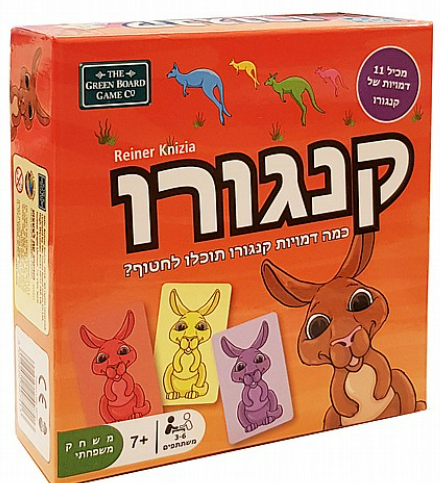 THE
GREEN BOARD
GAME CO
מכיל 11
דמויות של
קנגורו
Reiner Knizia
קנגורו
כמה דמויות קנגורו תוכלו לחטוף?
משחק
משפחתי
7+
3-6
משתתפים
CE